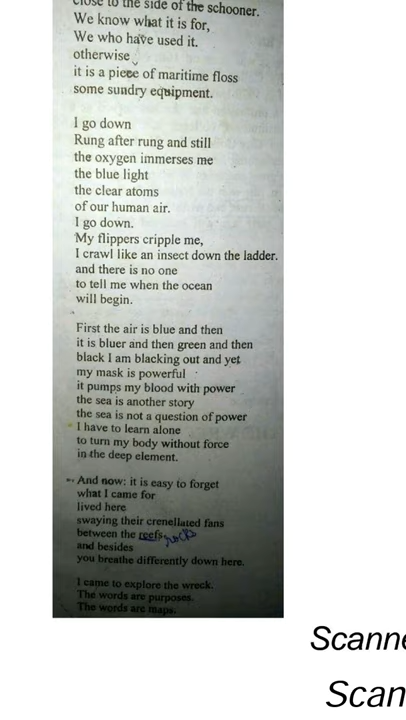 close to the side of the schooner.
We know what it is for,
We who have used it.
otherwise
it is a piece of maritime floss
some sundry equipment.
I go down
Rung after rung and still
the oxygen immerses me
the blue light
the clear atoms
of our human air.
I go down.
My flippers cripple me,
I crawl like an insect down the ladder.
and there is no one
to tell me when the ocean
will begin.
First the air is blue and then
it is bluer and then green and then
black I am blacking out and yet
my mask is powerful
it pumps my blood with power
the sea is another story
the sea is not a question of power
I have to learn alone
to turn my body without force
in the deep element.
And now: it is easy to forget
what I came for
lived here
swaying their crenellated fans
between the reefs, rocks
and besides
you breathe differently down here.
I came to explore the wreck.
The words are purposes.
The words are maps.
Scanne
Scan